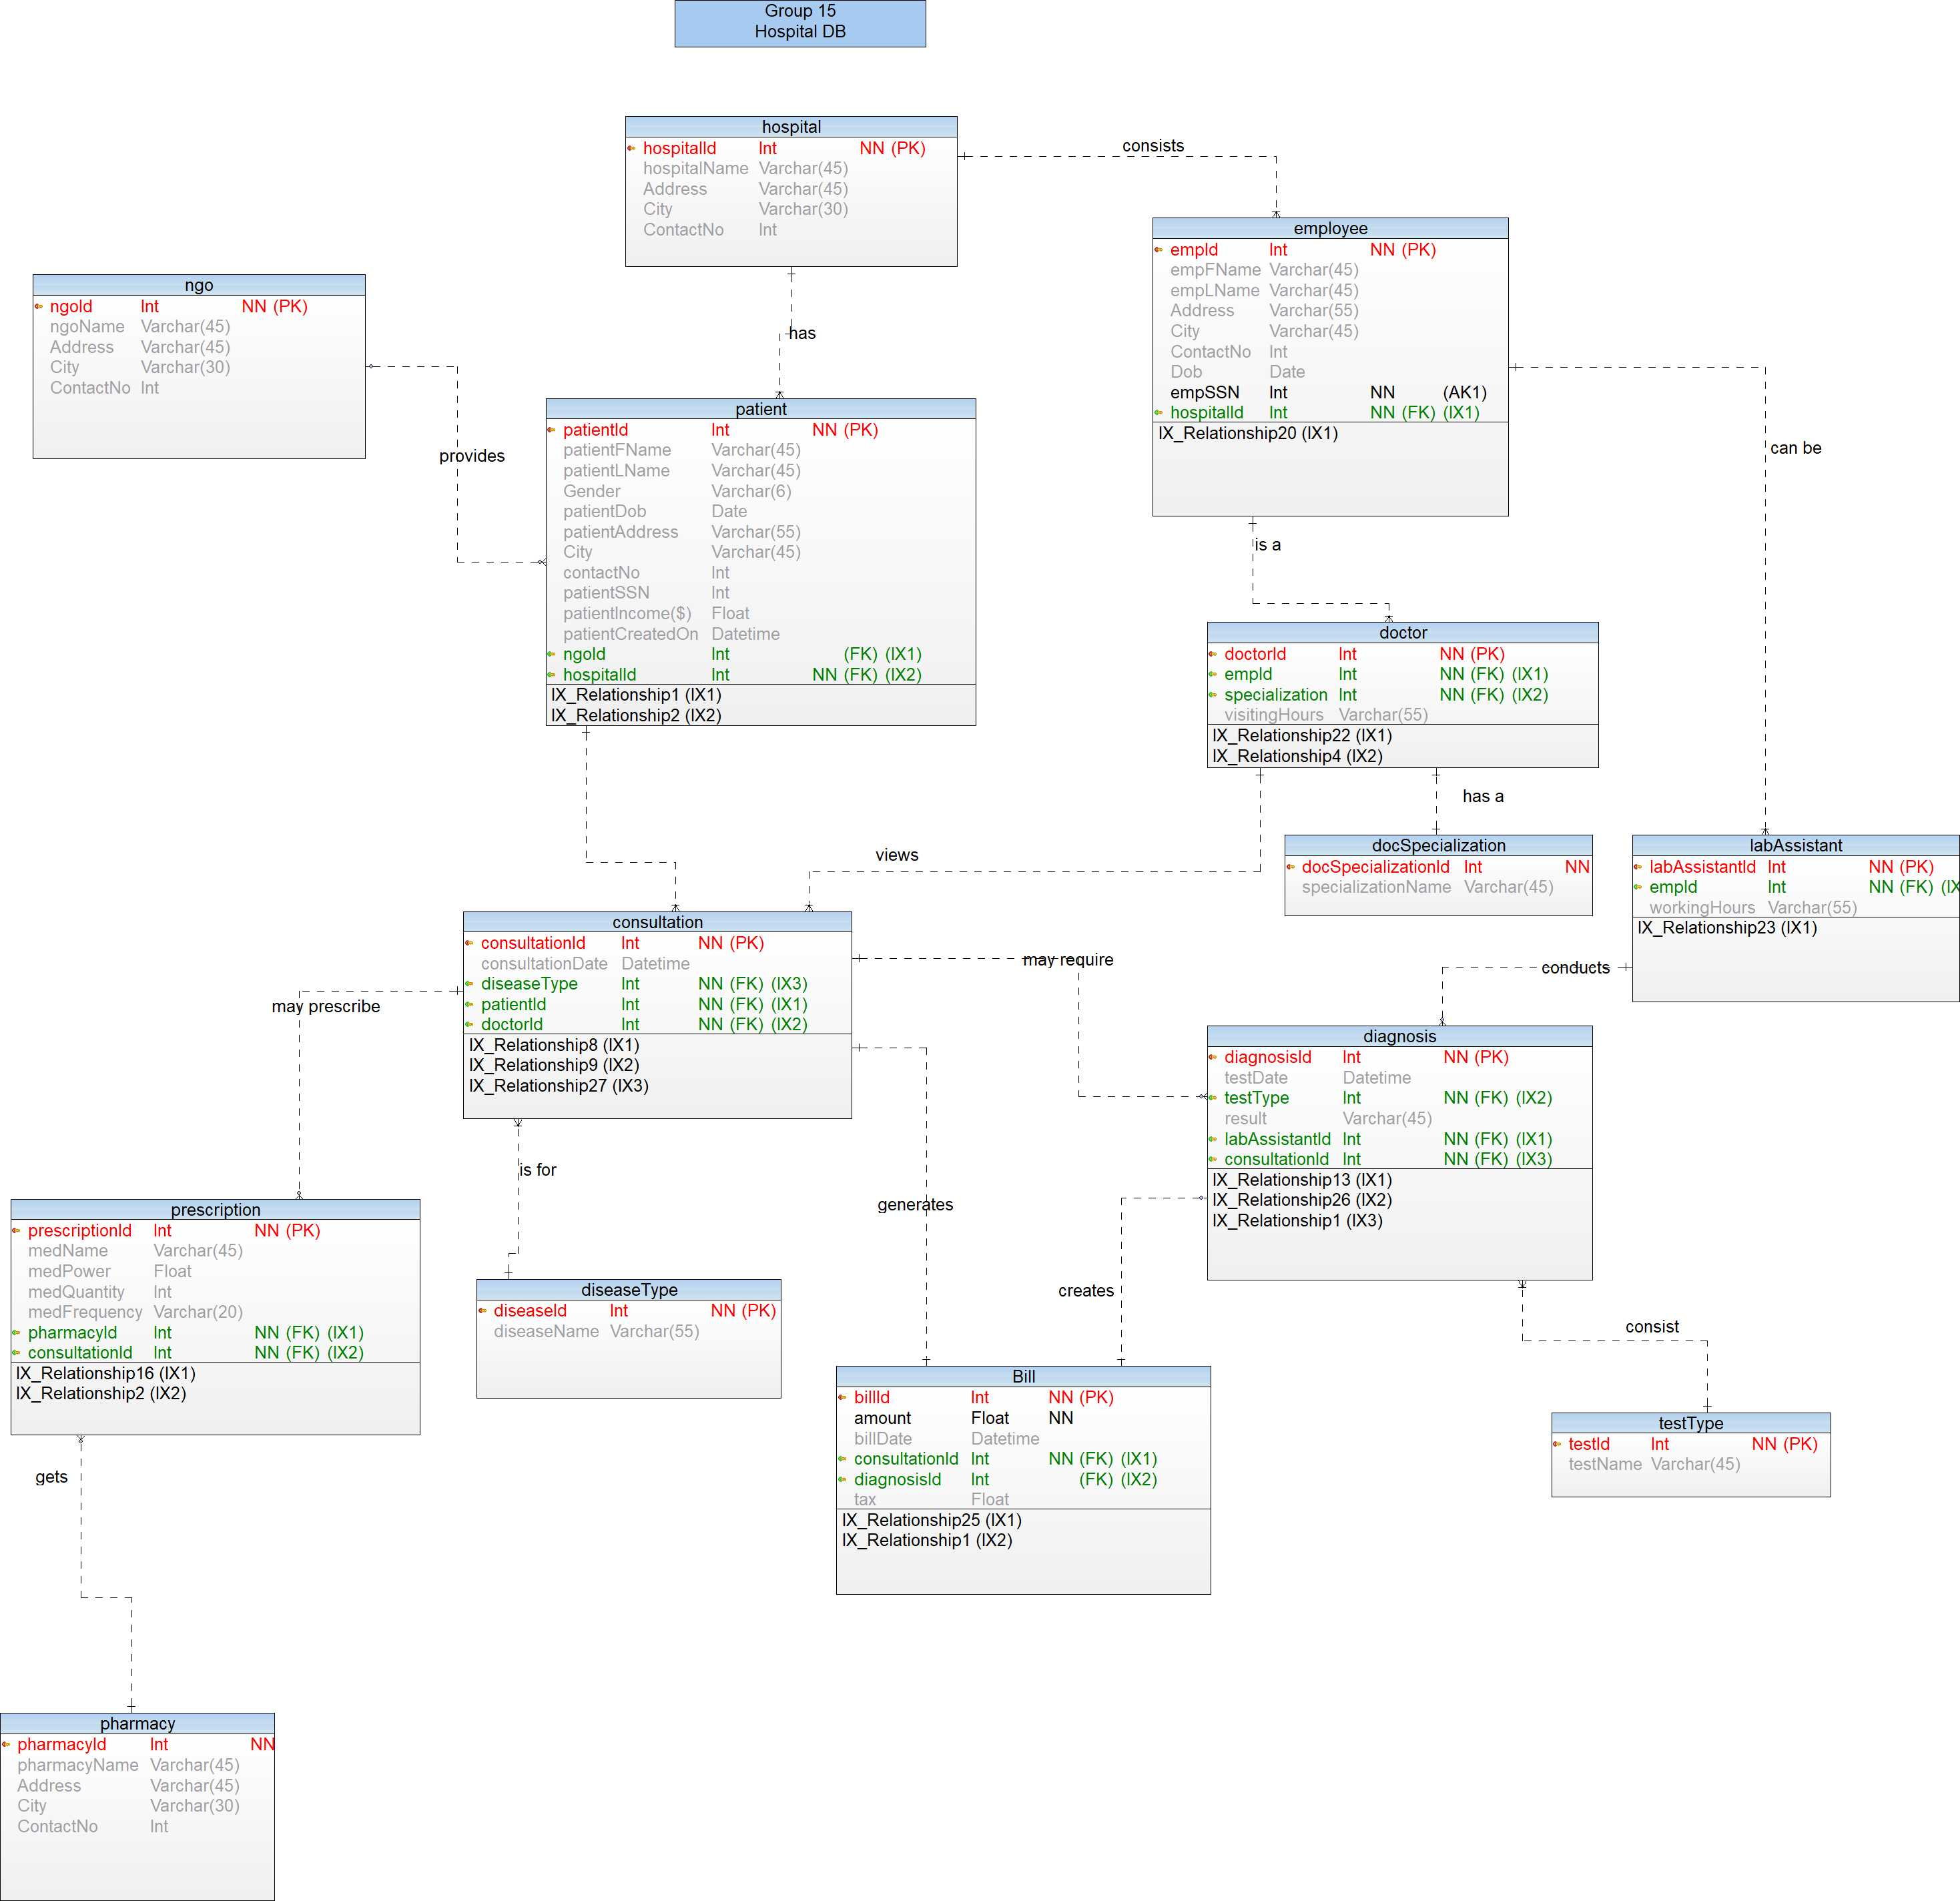 Group 15
Hospital DB
hospital
hospitalId Int NN (PK)
hospitalName Varchar(45)
Address Varchar(45)
City Varchar(30)
ContactNo Int
consists
employee
empId Int NN (PK)
empFName Varchar(45)
empLName Varchar(45)
Address Varchar(55)
City Varchar(45)
ContactNo Int
Dob Date
empSSN Int NN (AK1)
hospitalId Int NN (FK) (IX1)
IX_Relationship20 (IX1)
ngo
ngoId Int NN (PK)
ngoName Varchar(45)
Address Varchar(45)
City Varchar(30)
ContactNo Int
has
provides
can be
patient
patientId Int NN (PK)
patientFName Varchar(45)
patientLName Varchar(45)
Gender Varchar(6)
patientDob Date
patientAddress Varchar(55)
City Varchar(45)
contactNo Int
patientSSN Int
patientIncome($) Float
patientCreatedOn Datetime
ngoId Int (FK) (IX1)
hospitalId Int NN (FK) (IX2)
IX_Relationship1 (IX1)
IX_Relationship2 (IX2)
is a
doctor
doctorId Int NN (PK)
empId Int NN (FK) (IX1)
specialization Int NN (FK) (IX2)
visitingHours Varchar(55)
IX_Relationship22 (IX1)
IX_Relationship4 (IX2)
has a
views
docSpecialization
docSpecializationId Int NN
specializationName Varchar(45)
labAssistant
labAssistantId Int NN (PK)
empId Int NN (FK) (IX
workingHours Varchar(55)
IX_Relationship23 (IX1)
consultation
consultationId Int NN (PK)
consultationDate Datetime
diseaseType Int NN (FK) (IX3)
patientId Int NN (FK) (IX1)
doctorId Int NN (FK) (IX2)
IX_Relationship8 (IX1)
IX_Relationship9 (IX2)
IX_Relationship27 (IX3)
may require
conducts
may prescribe
diagnosis
diagnosisId Int NN (PK)
testDate Datetime
testType Int NN (FK) (IX2)
result Varchar(45)
labAssistantId Int NN (FK) (IX1)
consultationId Int NN (FK) (IX3)
IX_Relationship13 (IX1)
IX_Relationship26 (IX2)
IX_Relationship1 (IX3)
is for
generates
creates
consist
prescription
prescriptionId Int NN (PK)
medName Varchar(45)
medPower Float
medQuantity Int
medFrequency Varchar(20)
pharmacyId Int NN (FK) (IX1)
consultationId Int NN (FK) (IX2)
IX_Relationship16 (IX1)
IX_Relationship2 (IX2)
diseaseType
diseaseId Int NN (PK)
diseaseName Varchar(55)
Bill
billId Int NN (PK)
amount Float NN
billDate Datetime
consultationId Int NN (FK) (IX1)
diagnosisId Int (FK) (IX2)
tax Float
IX_Relationship25 (IX1)
IX_Relationship1 (IX2)
testType
testId Int NN (PK)
testName Varchar(45)
gets
pharmacy
pharmacyId Int NN
pharmacyName Varchar(45)
Address Varchar(45)
City Varchar(30)
ContactNo Int